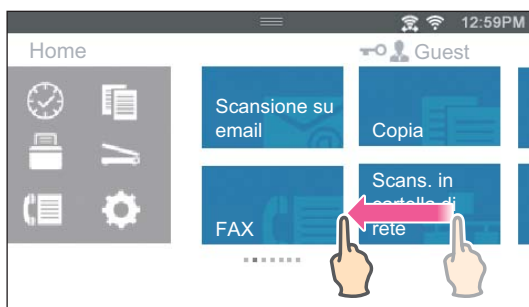 12:59PM
Home
Guest
Scansione su
email
Copia
FAX
Scans. in
cartella di
rete